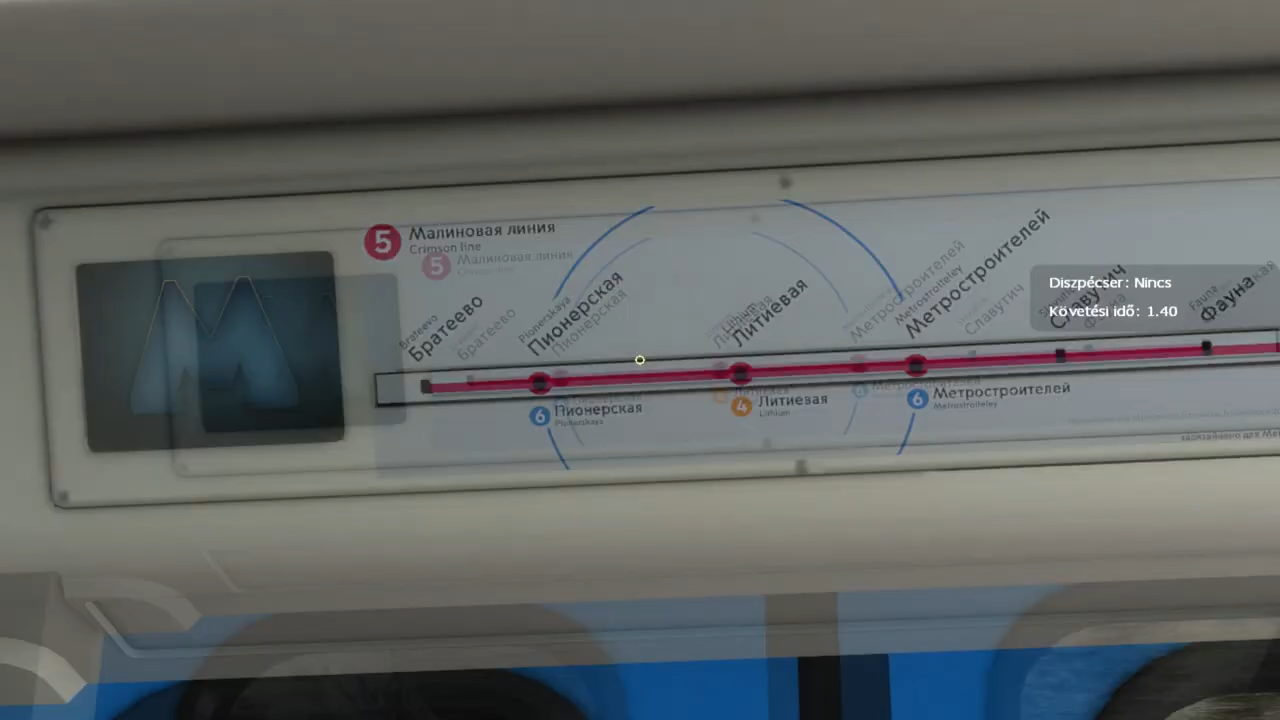 5 Малиновая линия
Crimson line
Братеево
Brateevo
Пионерская
Pionerskaya
Литиевая
Lithium
Метростроителей
Metrostroiteley
Славутич
Фауна
Fauna
6 Пионерская
Pionerskaya
4 Литиевая
Lithium
6 Метростроителей
Metrostroiteley
Diszpécser: Nincs
Követési idő: 1.40